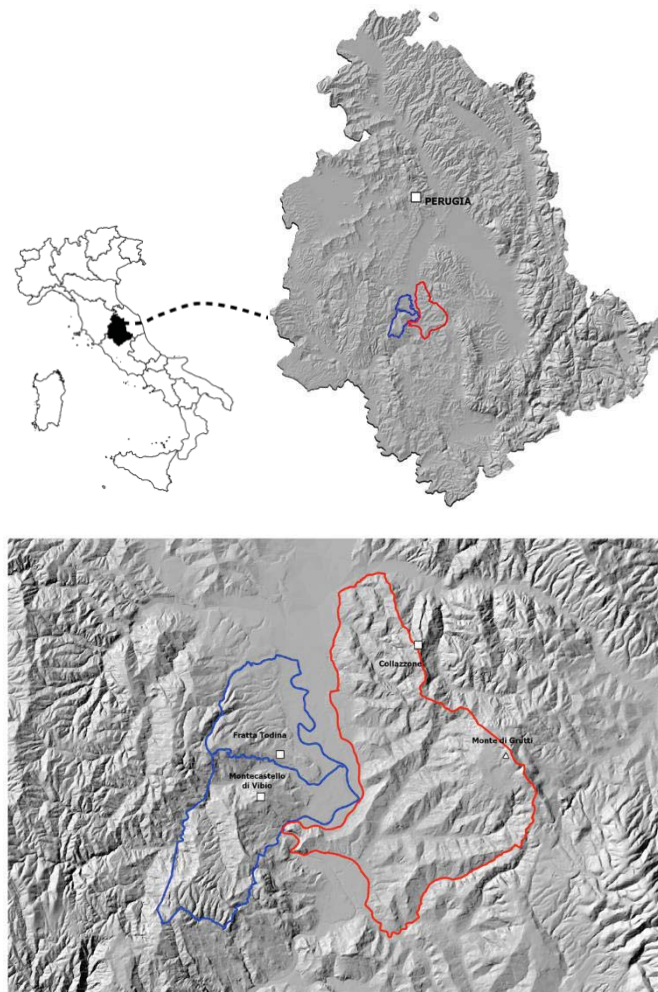 PERUGIA
Collazzone
Fratta Todina
Monte di Grutti
Montecastello
di Vibio